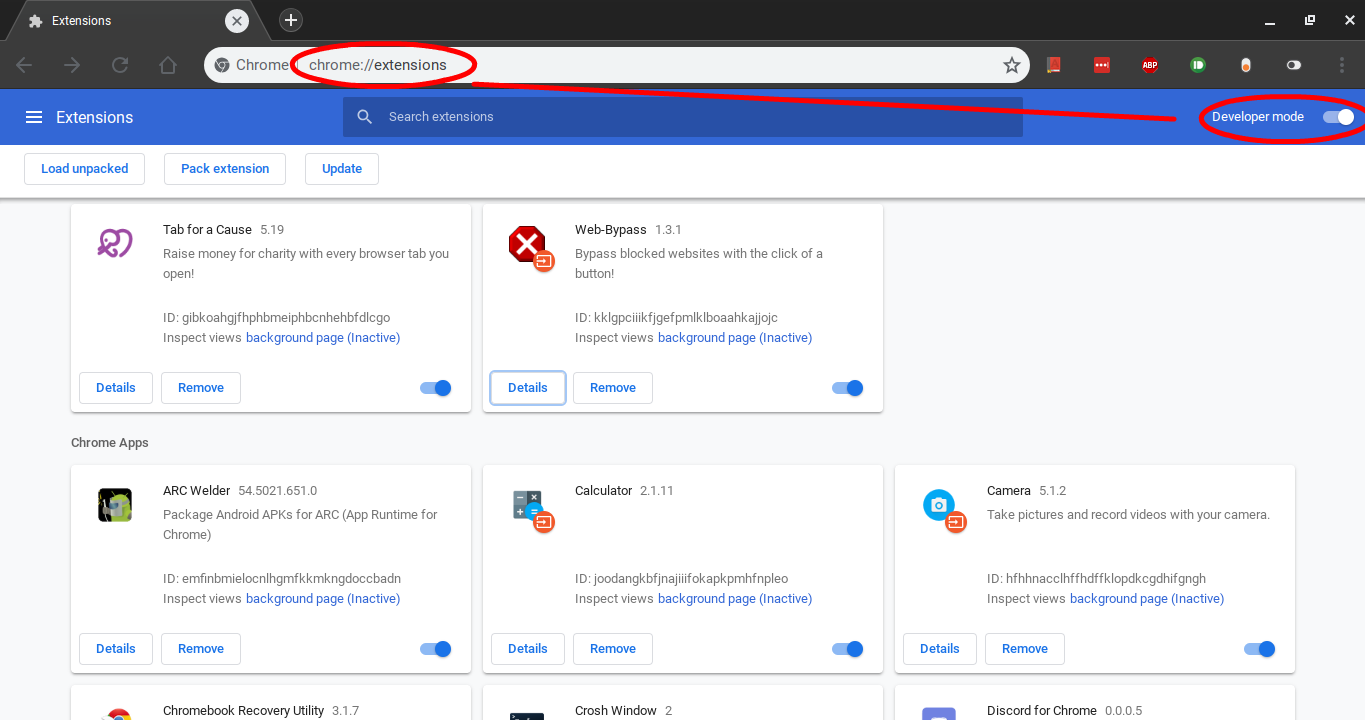 Extensions
Chrome
chrome://extensions
ABP
Extensions
Search extensions
Developer mode
Load unpacked
Pack extension
Update
Tab for a Cause 5.19
Raise money for charity with every browser tab you
open!
ID: gibkoahgjfhphbmeiphbcnhehbfdlcgo
Inspect views background page (Inactive)
Details
Remove
Web-Bypass 1.3.1
Bypass blocked websites with the click of a
button!
ID: kklgpciiikfjgefpmlklboaahkajjojc
Inspect views background page (Inactive)
Details
Remove
Chrome Apps
ARC Welder 54.5021.651.0
Package Android APKs for ARC (App Runtime for
Chrome)
ID: emfinbmielocnlhgmfkkmkngdoccbadn
Inspect views background page (Inactive)
Details
Remove
Calculator 2.1.11
ID: joodangkbfjnajiiifokapkpmhfnpleo
Inspect views background page (Inactive)
Details
Remove
Camera 5.1.2
Take pictures and record videos with your camera.
ID: hfhhnacclhffhdffklopdkcgdhifgngh
Inspect views background page (Inactive)
Details
Remove
Chromebook Recovery Utility 3.1.7
Crosh Window 2
Discord for Chrome 0.0.0.5